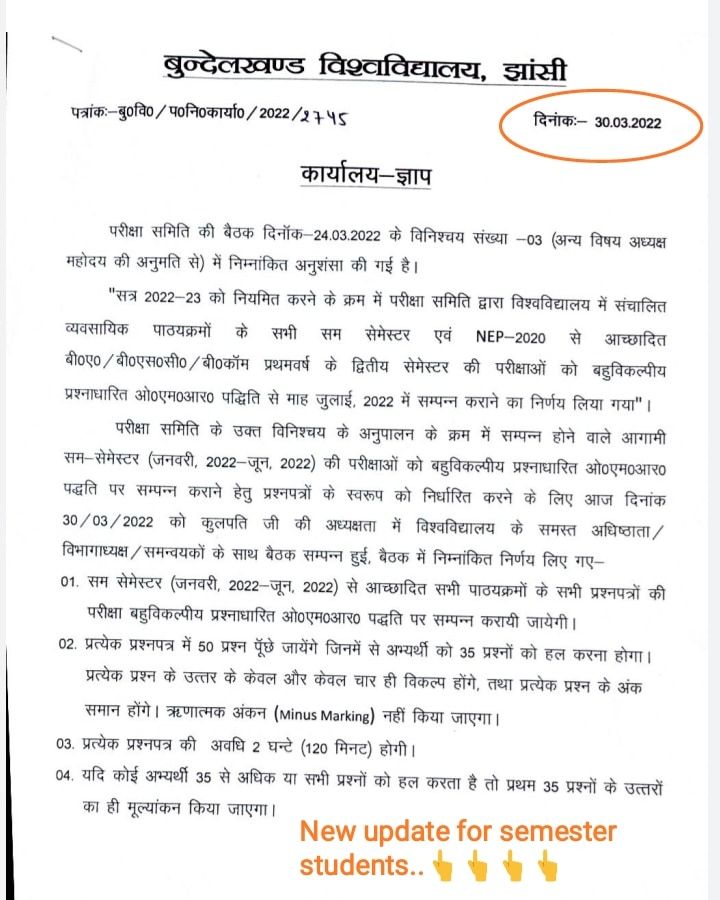 बुन्देलखण्ड विश्वविद्यालय, झांसी
पत्रांकः–बु0वि0/प0नि0कार्या0/2022/2745
दिनांकः– 30.03.2022
कार्यालय–ज्ञाप
परीक्षा समिति की बैठक दिनॉक–24.03.2022 के विनिश्चय संख्या –03 (अन्य विषय अध्यक्ष
महोदय की अनुमति से) में निम्नांकित अनुशंसा की गई है।
"सत्र 2022–23 को नियमित करने के क्रम में परीक्षा समिति द्वारा विश्वविद्यालय में संचालित
व्यवसायिक पाठयक्रमों के सभी सम सेमेस्टर एवं NEP–2020 से आच्छादित
बी0ए0/बी0एस0सी0/बी0कॉम प्रथमवर्ष के द्वितीय सेमेस्टर की परीक्षाओं को बहुविकल्पीय
प्रश्नाधारित ओ0एम0आर0 पद्धिति से माह जुलाई, 2022 में सम्पन्न कराने का निर्णय लिया गया"।
परीक्षा समिति के उक्त विनिश्चय के अनुपालन के क्रम में सम्पन्न होने वाले आगामी
सम–सेमेस्टर (जनवरी, 2022–जून, 2022) की परीक्षाओं को बहुविकल्पीय प्रश्नाधारित ओ0एम0आर0
पद्धति पर सम्पन्न कराने हेतु प्रश्नपत्रों के स्वरूप को निर्धारित करने के लिए आज दिनांक
30/03/2022 को कुलपति जी की अध्यक्षता में विश्वविद्यालय के समस्त अधिष्ठाता/
विभागाध्यक्ष/समन्वयकों के साथ बैठक सम्पन्न हुई, बैठक में निम्नांकित निर्णय लिए गए–
01. सम सेमेस्टर (जनवरी, 2022–जून, 2022) से आच्छादित सभी पाठयक्रमों के सभी प्रश्नपत्रों की
परीक्षा बहुविकल्पीय प्रश्नाधारित ओ0एम0आर0 पद्धति पर सम्पन्न करायी जायेगी।
02. प्रत्येक प्रश्नपत्र में 50 प्रश्न पूॅछे जायेंगे जिनमें से अभ्यर्थी को 35 प्रश्नों को हल करना होगा।
प्रत्येक प्रश्न के उत्तर के केवल और केवल चार ही विकल्प होंगे, तथा प्रत्येक प्रश्न के अंक
समान होंगे। ऋणात्मक अंकन (Minus Marking) नहीं किया जाएगा।
03. प्रत्येक प्रश्नपत्र की अवधि 2 घन्टे (120 मिनट) होगी।
04. यदि कोई अभ्यर्थी 35 से अधिक या सभी प्रश्नों को हल करता है तो प्रथम 35 प्रश्नों के उत्तरों
का ही मूल्यांकन किया जाएगा।
New update for semester
students..👆👆👆👆